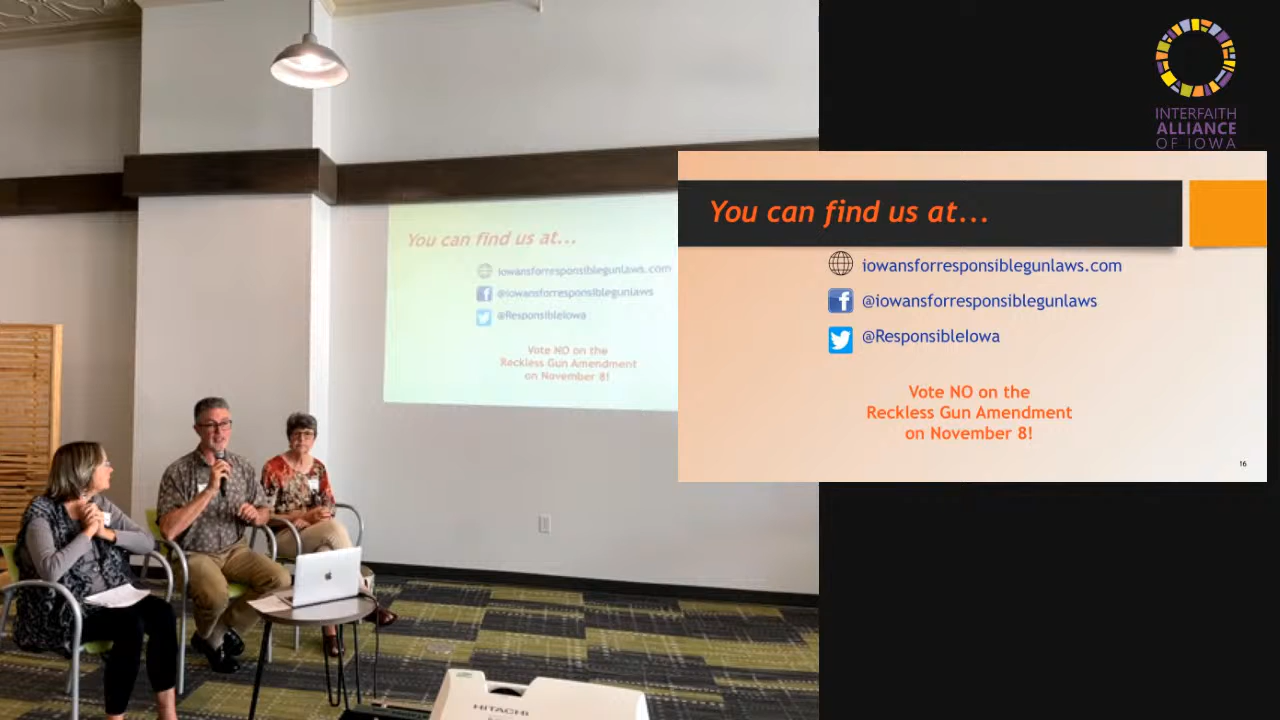 INTERFAITH
ALLIANCE
OF IOWA
You can find us at...
iowansforresponsiblegunlaws.com
@iowansforresponsiblegunlaws
@ResponsibleIowa
Vote NO on the
Reckless Gun Amendment
on November 8!
You can find us at...
iowansforresponsiblegunlaws.com
@iowansforresponsiblegunlaws
@ResponsibleIowa
Vote NO on the
Reckless Gun Amendment
on November 8!
16
HITACHI